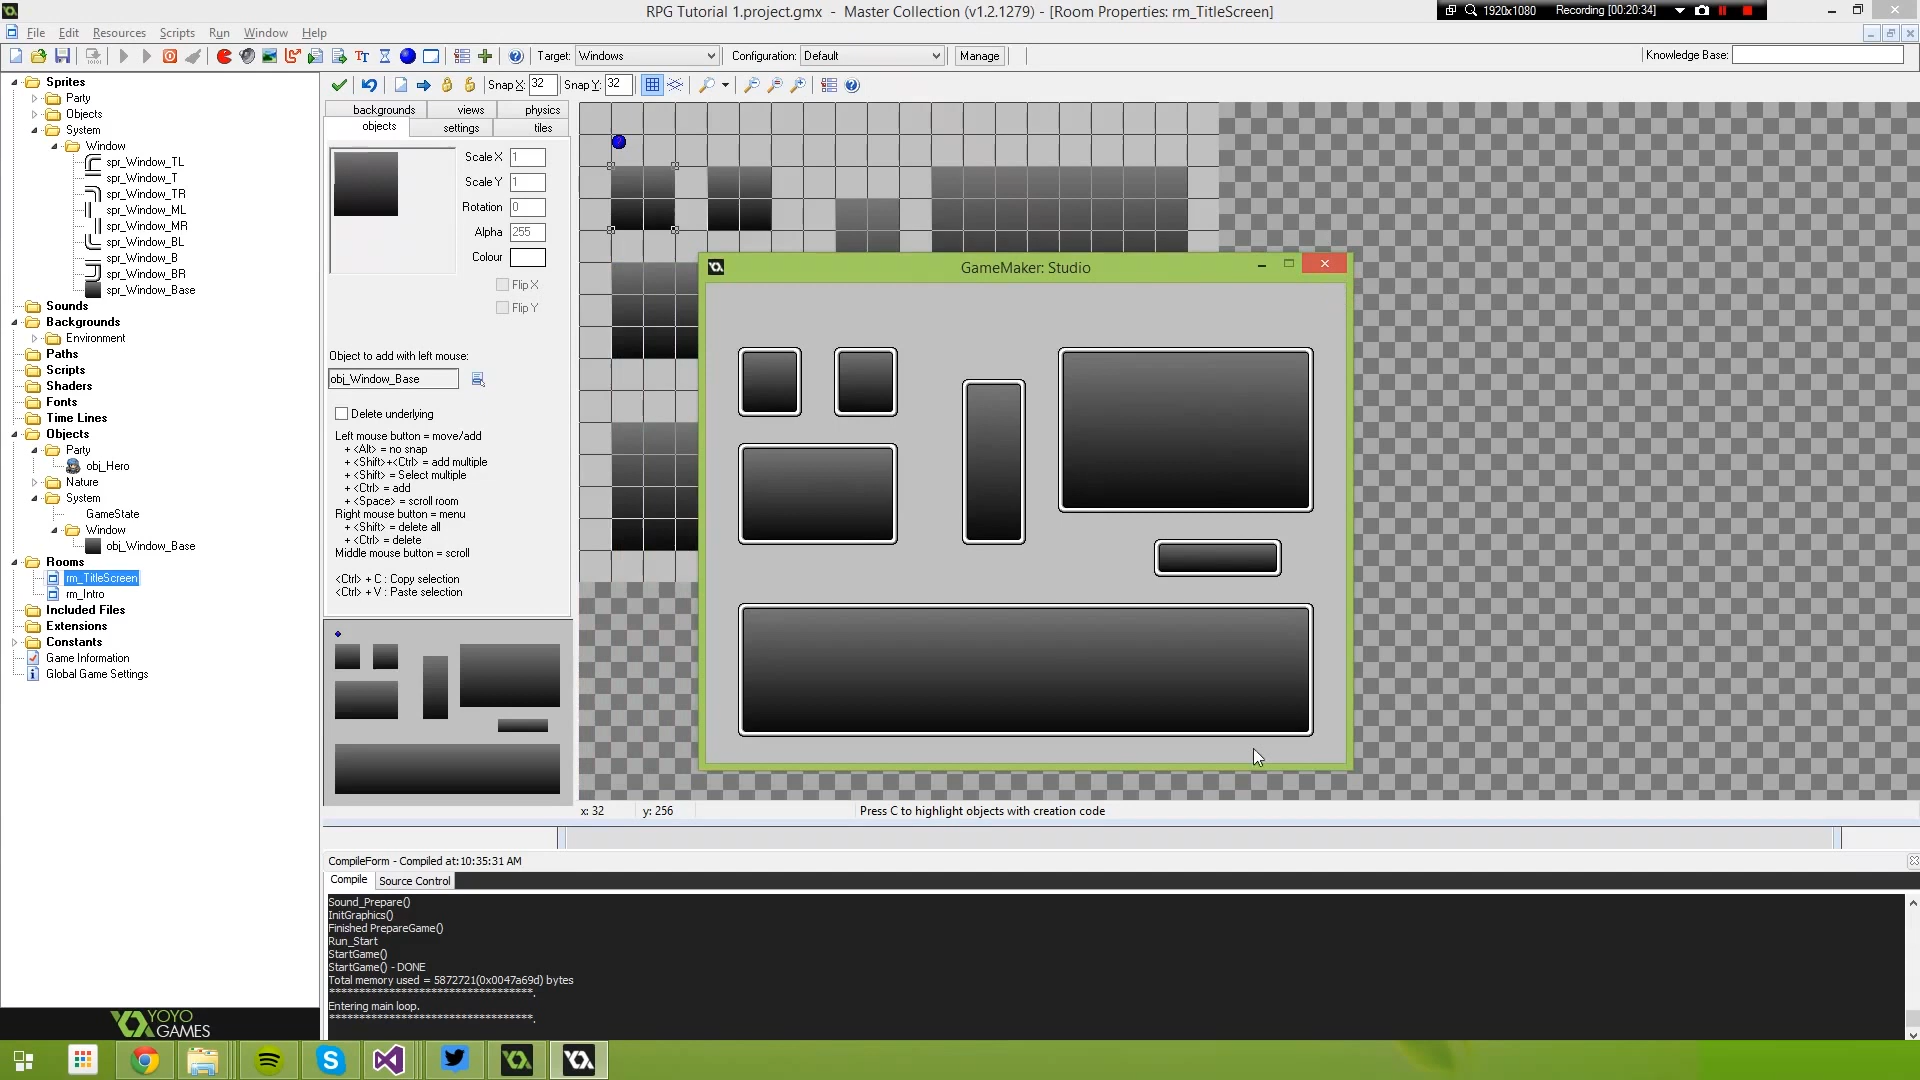 RPG Tutorial 1.project.gmx - Master Collection (v1.2.1279) - [Room Properties: rm_TitleScreen]
1920x1080
Recording [00:20:34]
File Edit Resources Scripts Run Window Help
Target: Windows
Configuration: Default
Manage
Knowledge Base:
Snap X: 32 Snap Y: 32
Sprites
Party
Objects
System
Window
spr_Window_TL
spr_Window_T
spr_Window_TR
spr_Window_ML
spr_Window_MR
spr_Window_BL
spr_Window_B
spr_Window_BR
spr_Window_Base
Sounds
Backgrounds
Environment
Paths
Scripts
Shaders
Fonts
Time Lines
Objects
Party
obj_Hero
Nature
System
GameState
Window
obj_Window_Base
Rooms
rm_TitleScreen
rm_Intro
Included Files
Extensions
Constants
Game Information
Global Game Settings
YOYO
GAMES
backgrounds views physics
objects settings tiles
Scale X 1
Scale Y 1
Rotation 0
Alpha 255
Colour
Flip X
Flip Y
Object to add with left mouse:
obj_Window_Base
Delete underlying
Left mouse button = move/add
+ <Alt> = no snap
+ <Shift>+<Ctrl> = add multiple
+ <Shift> = Select multiple
+ <Ctrl> = add
+ <Space> = scroll room
Right mouse button = menu
+ <Shift> = delete all
+ <Ctrl> = delete
Middle mouse button = scroll
<Ctrl> + C : Copy selection
<Ctrl> + V : Paste selection
GameMaker: Studio
x: 32 y: 256 Press C to highlight objects with creation code
CompileForm - Compiled at:10:35:31 AM
Compile Source Control
Sound_Prepare()
InitGraphics()
Finished PrepareGame()
Run_Start
StartGame()
StartGame() - DONE
Total memory used = 5872721(0x0047a69d) bytes
**********************************.
Entering main loop.
**********************************.